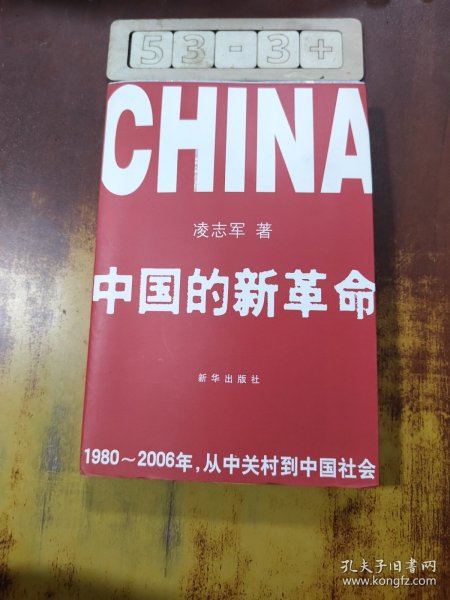 53-3+
CHINA
凌志军 著
中国的新革命
新华出版社
1980～2006年，从中关村到中国社会
孔夫子旧书网
www.kongfz.com